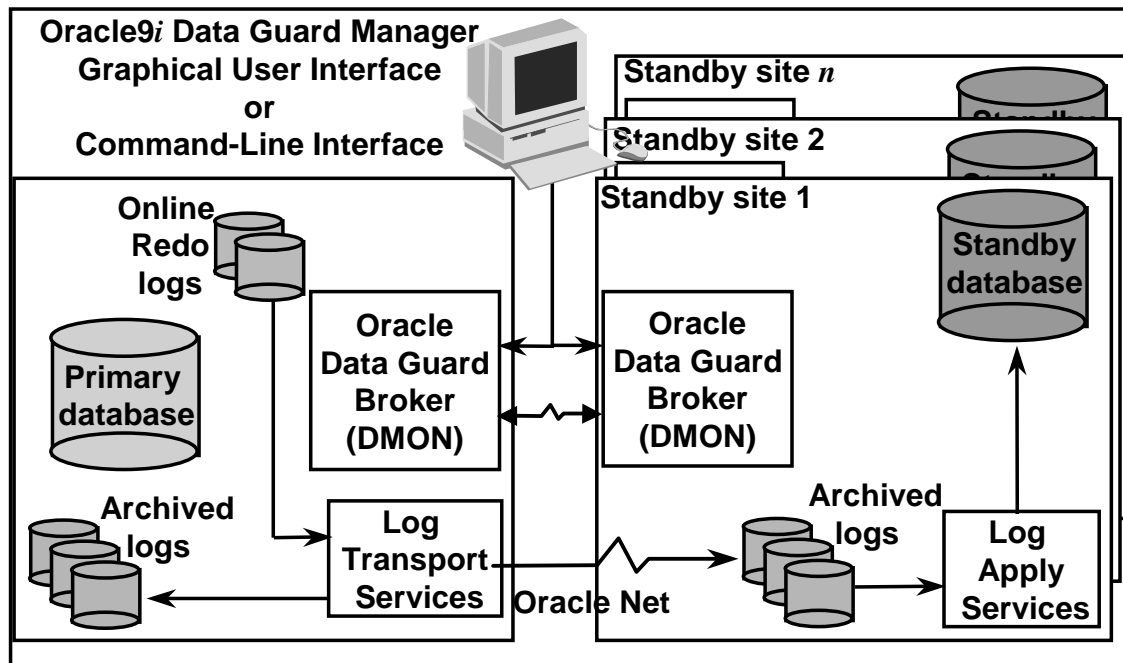 Oracle9i Data Guard Manager
Graphical User Interface
or
Command-Line Interface
Standby site n
Standby
Standby site 2
Standby
Standby site 1
Online
Redo
logs
Primary
database
Oracle
Data Guard
Broker
(DMON)
Oracle
Data Guard
Broker
(DMON)
Standby
database
Archived
logs
Log
Transport
Services
Oracle Net
Archived
logs
Log
Apply
Services